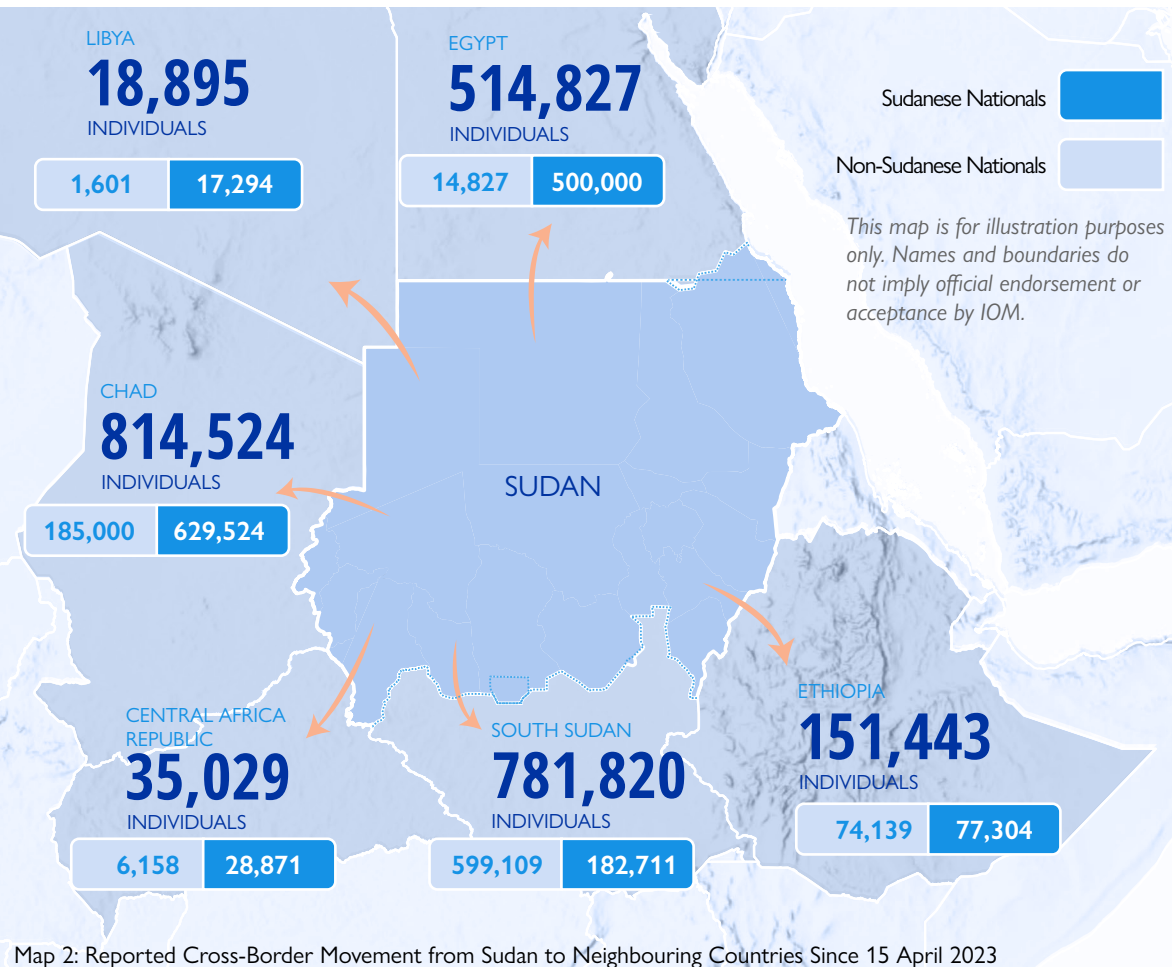 LIBYA
18,895
INDIVIDUALS
1,601 17,294
EGYPT
514,827
INDIVIDUALS
14,827 500,000
Sudanese Nationals
Non-Sudanese Nationals
This map is for illustration purposes
only. Names and boundaries do
not imply official endorsement or
acceptance by IOM.
CHAD
814,524
INDIVIDUALS
185,000 629,524
SUDAN
CENTRAL AFRICA
REPUBLIC
35,029
INDIVIDUALS
6,158 28,871
SOUTH SUDAN
781,820
INDIVIDUALS
599,109 182,711
ETHIOPIA
151,443
INDIVIDUALS
74,139 77,304
Map 2: Reported Cross-Border Movement from Sudan to Neighbouring Countries Since 15 April 2023